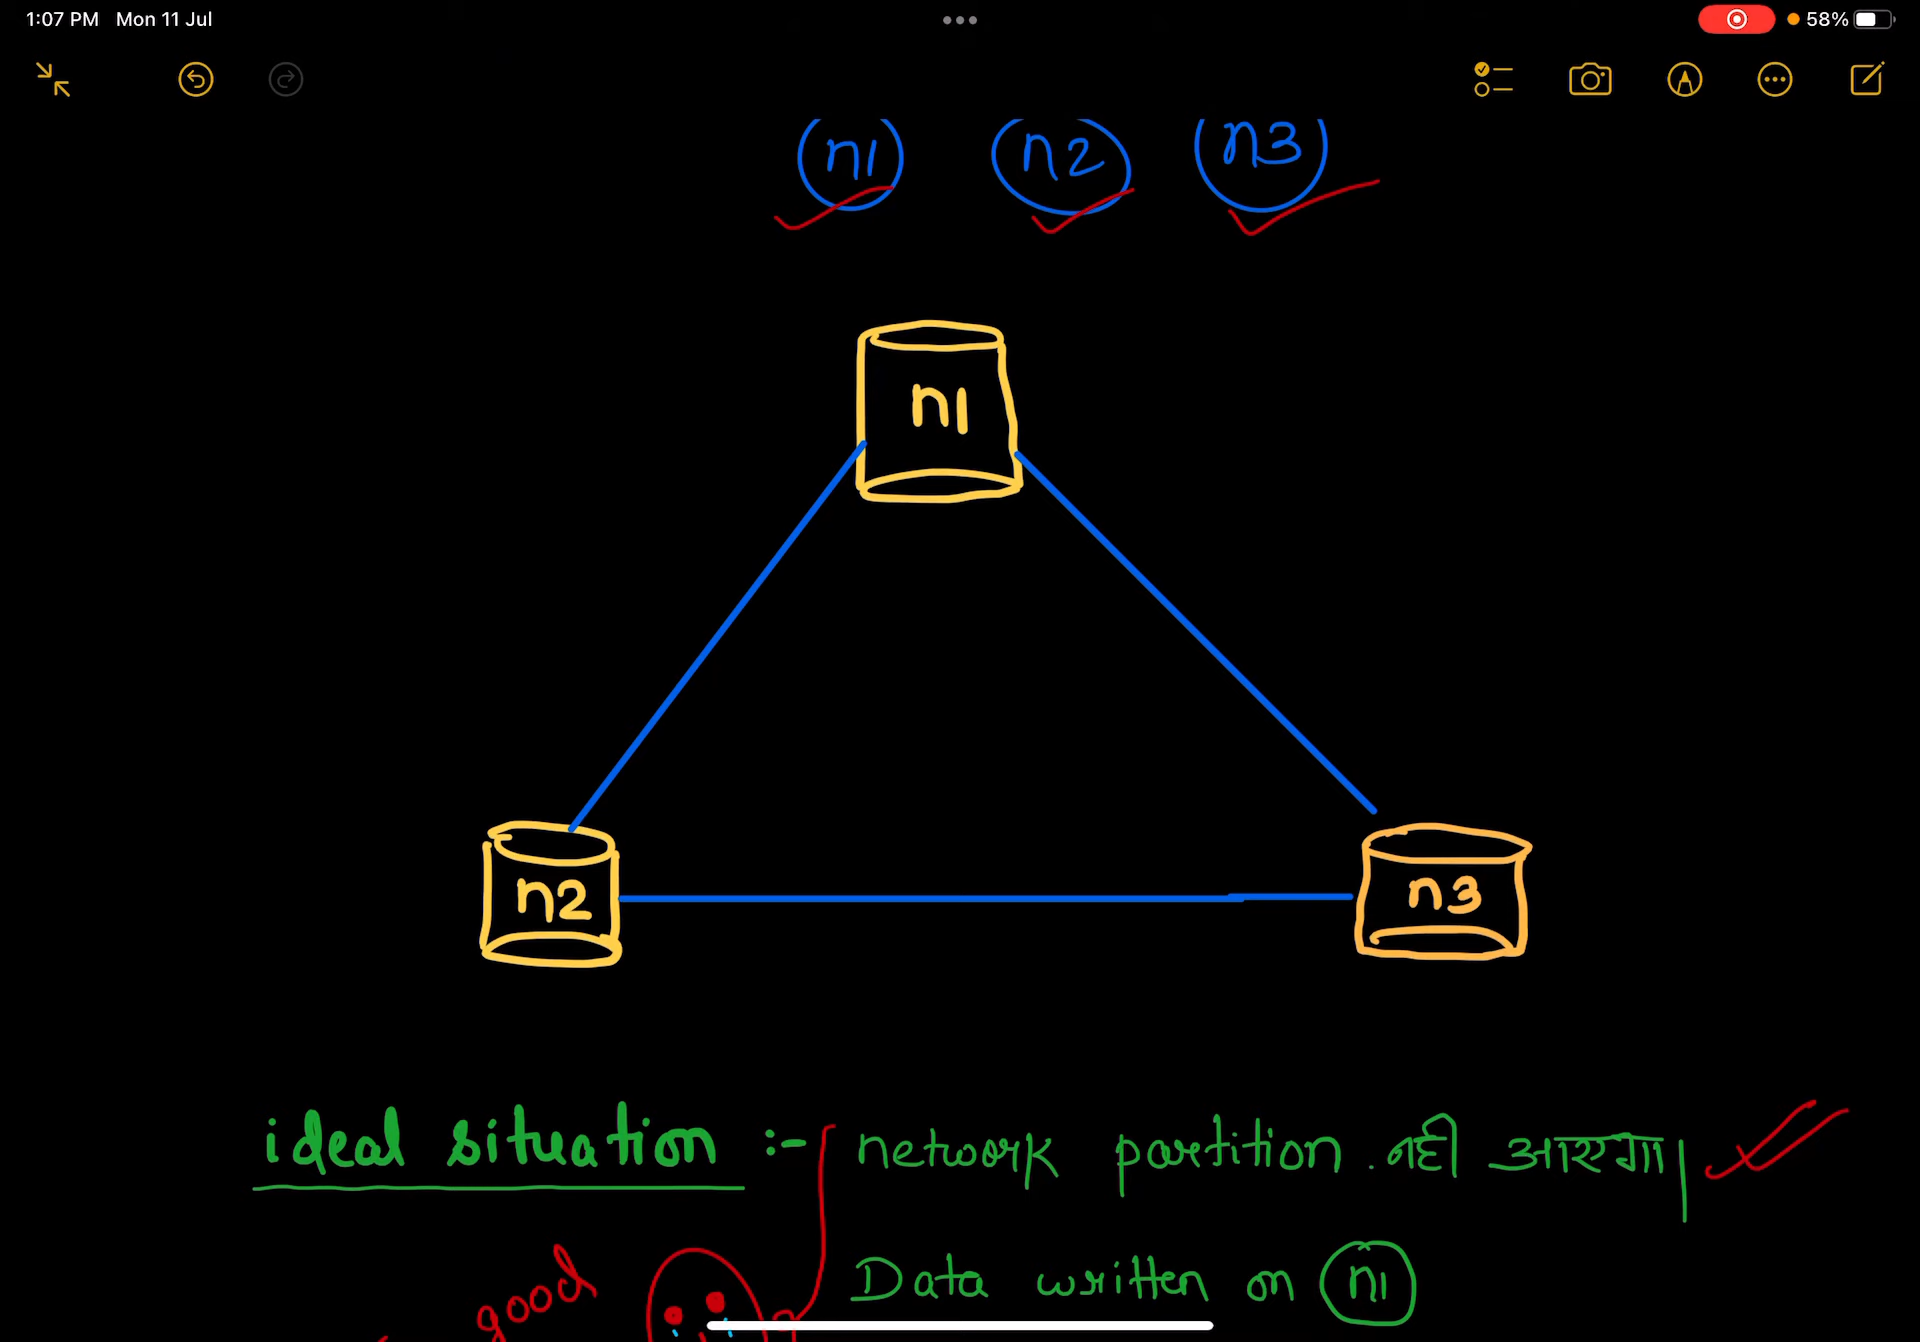 1:07 PM Mon 11 Jul
58%
n1 n2 n3
n1
n2
n3
ideal situation :- network partition . नही आएगा|
good
Data written on n1